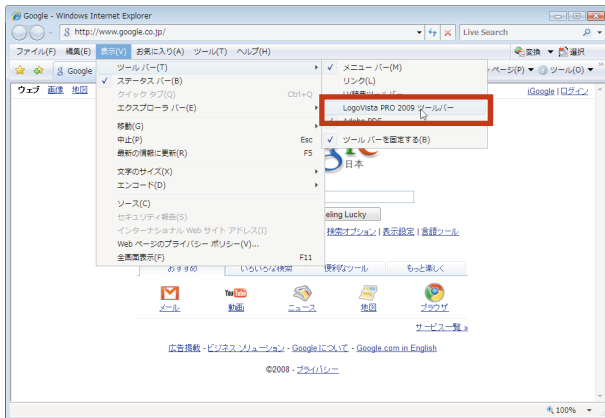 Google - Windows Internet Explorer
http://www.google.co.jp/
Live Search
ファイル(F) 編集(E) 表示(V) お気に入り(A) ツール(T) ヘルプ(H)
変換 選択
Google
ページ(P) ツール(O)
ウェブ 画像 地図
iGoogle | ログイン
ツール バー(T)
ステータス バー(B)
クイック タブ(Q) Ctrl+Q
エクスプローラ バー(E)
移動(G)
中止(P) Esc
最新の情報に更新(R) F5
文字のサイズ(X)
エンコード(D)
ソース(C)
セキュリティ報告(S)
インターナショナル Web サイト アドレス(I)
Web ページのプライバシー ポリシー(V)...
全画面表示(F) F11
メニュー バー(M)
リンク(L)
LogoVista PRO 2009 ツールバー
Adobe PDF
ツール バーを固定する(B)
日本
eling Lucky
検索オプション | 表示設定 | 言語ツール
おすすめ いろいろな検索 便利なツール もっと楽しく
YouTube
メール 動画 ニュース 地図 ブラウザ
サービス一覧 »
広告掲載 - ビジネス ソリューション - Google について - Google.com in English
©2008 - プライバシー
100%